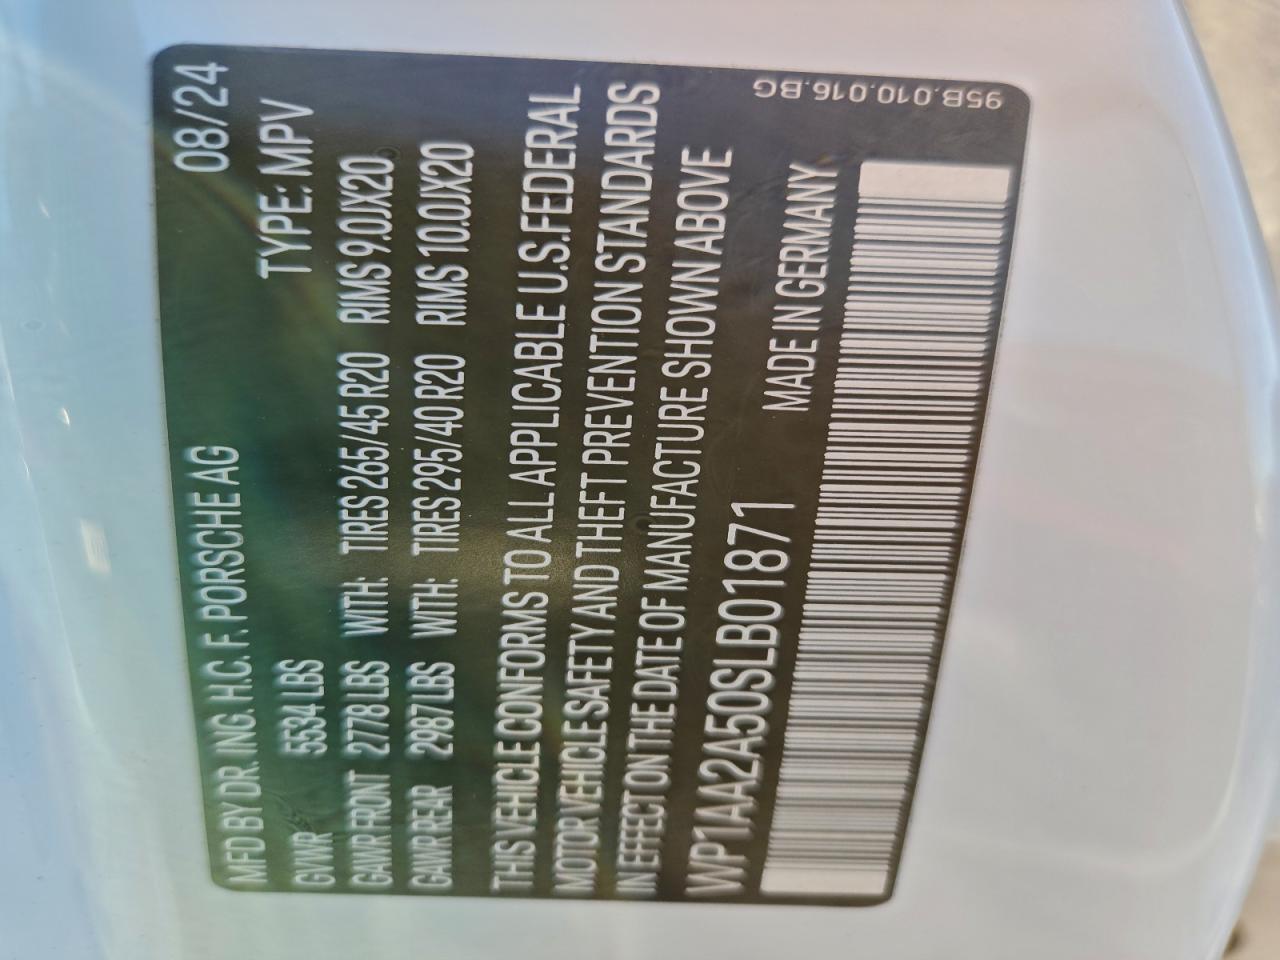 MFD BY DR. ING. H.C. F. PORSCHE AG 08/24
GVWR 5534 LBS TYPE: MPV
GAWR FRONT 2778 LBS WITH: TIRES 265/45 R20 RIMS 9.0JX20
GAWR REAR 2987 LBS WITH: TIRES 295/40 R20 RIMS 10.0JX20
THIS VEHICLE CONFORMS TO ALL APPLICABLE U.S.FEDERAL
MOTOR VEHICLE SAFETY AND THEFT PREVENTION STANDARDS
IN EFFECT ON THE DATE OF MANUFACTURE SHOWN ABOVE
WP1AA2A50SLB01871 MADE IN GERMANY
95B.010.016.BG